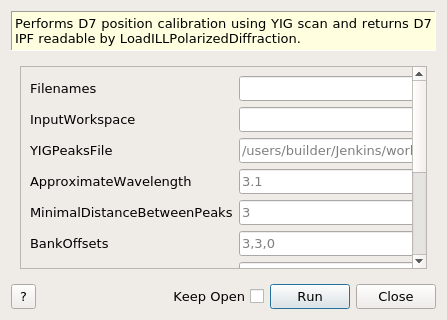 Performs D7 position calibration using YIG scan and returns D7
IPF readable by LoadILLPolarizedDiffraction.
Filenames
InputWorkspace
YIGPeaksFile /users/builder/Jenkins/worl
ApproximateWavelength 3.1
MinimalDistanceBetweenPeaks 3
BankOffsets 3,3,0
? Keep Open Run Close